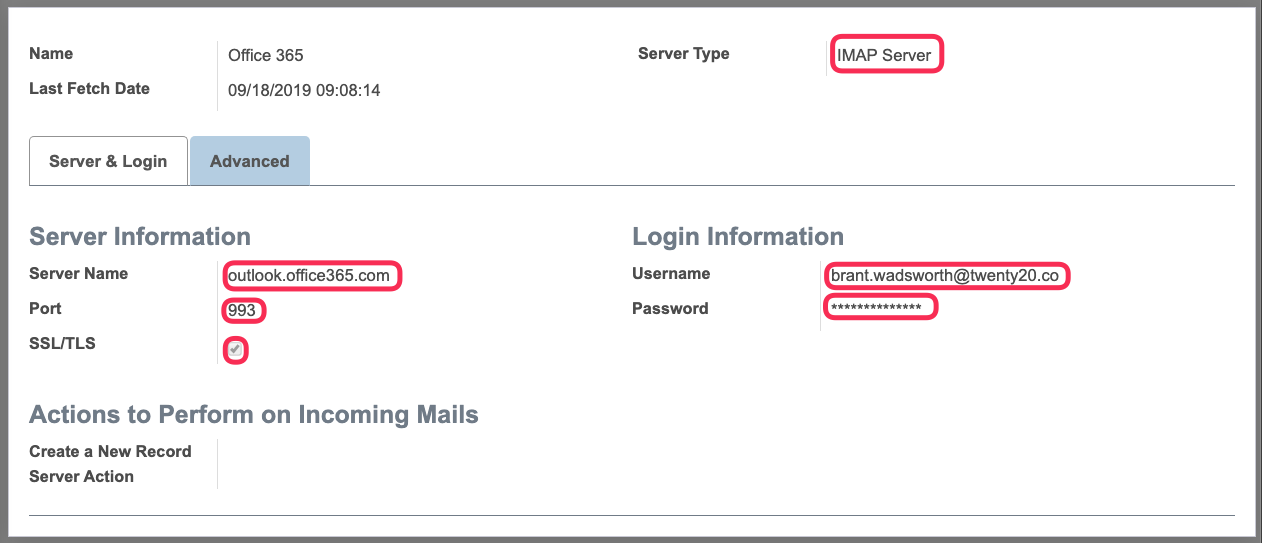 Name Office 365 Server Type IMAP Server
Last Fetch Date 09/18/2019 09:08:14
Server & Login Advanced
Server Information Login Information
Server Name outlook.office365.com Username brant.wadsworth@twenty20.co
Port 993 Password **************
SSL/TLS
Actions to Perform on Incoming Mails
Create a New Record
Server Action